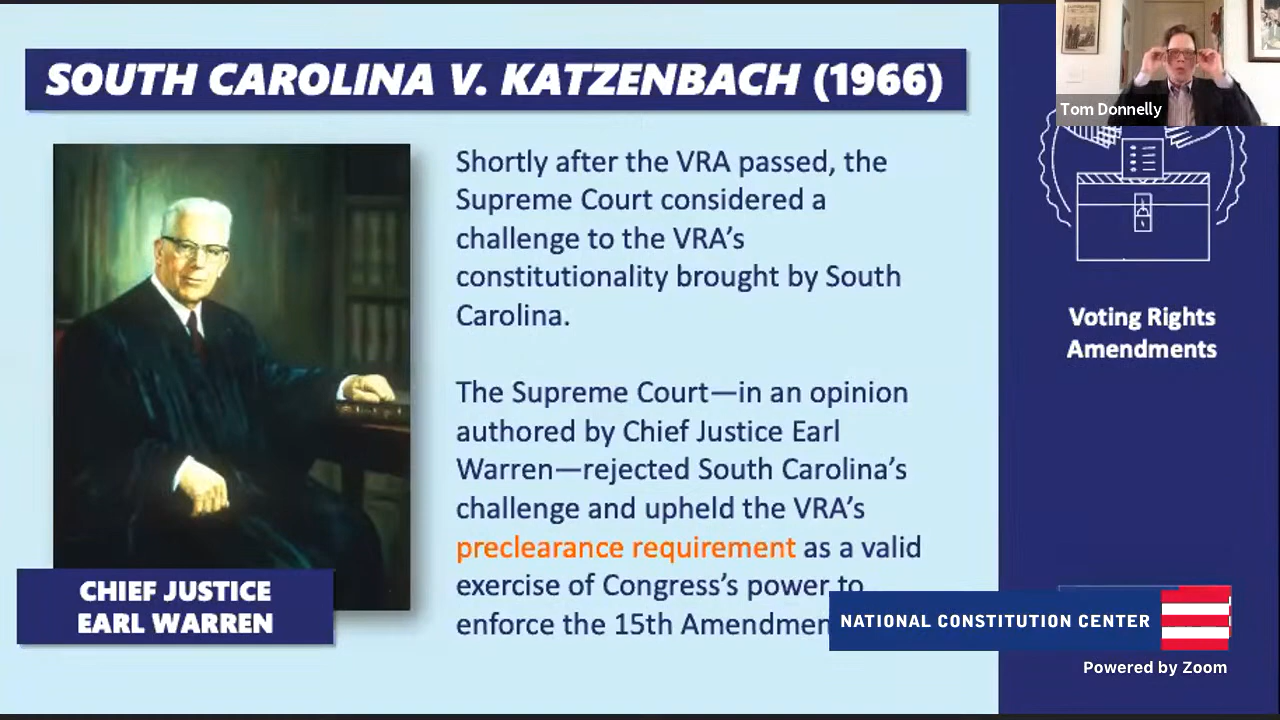 SOUTH CAROLINA V. KATZENBACH (1966)
Tom Donnelly
Shortly after the VRA passed, the
Supreme Court considered a
challenge to the VRA’s
constitutionality brought by South
Carolina.
The Supreme Court—in an opinion
authored by Chief Justice Earl
Warren—rejected South Carolina’s
challenge and upheld the VRA’s
preclearance requirement as a valid
exercise of Congress’s power to
enforce the 15th Amendmen
CHIEF JUSTICE
EARL WARREN
Voting Rights
Amendments
NATIONAL CONSTITUTION CENTER
Powered by Zoom